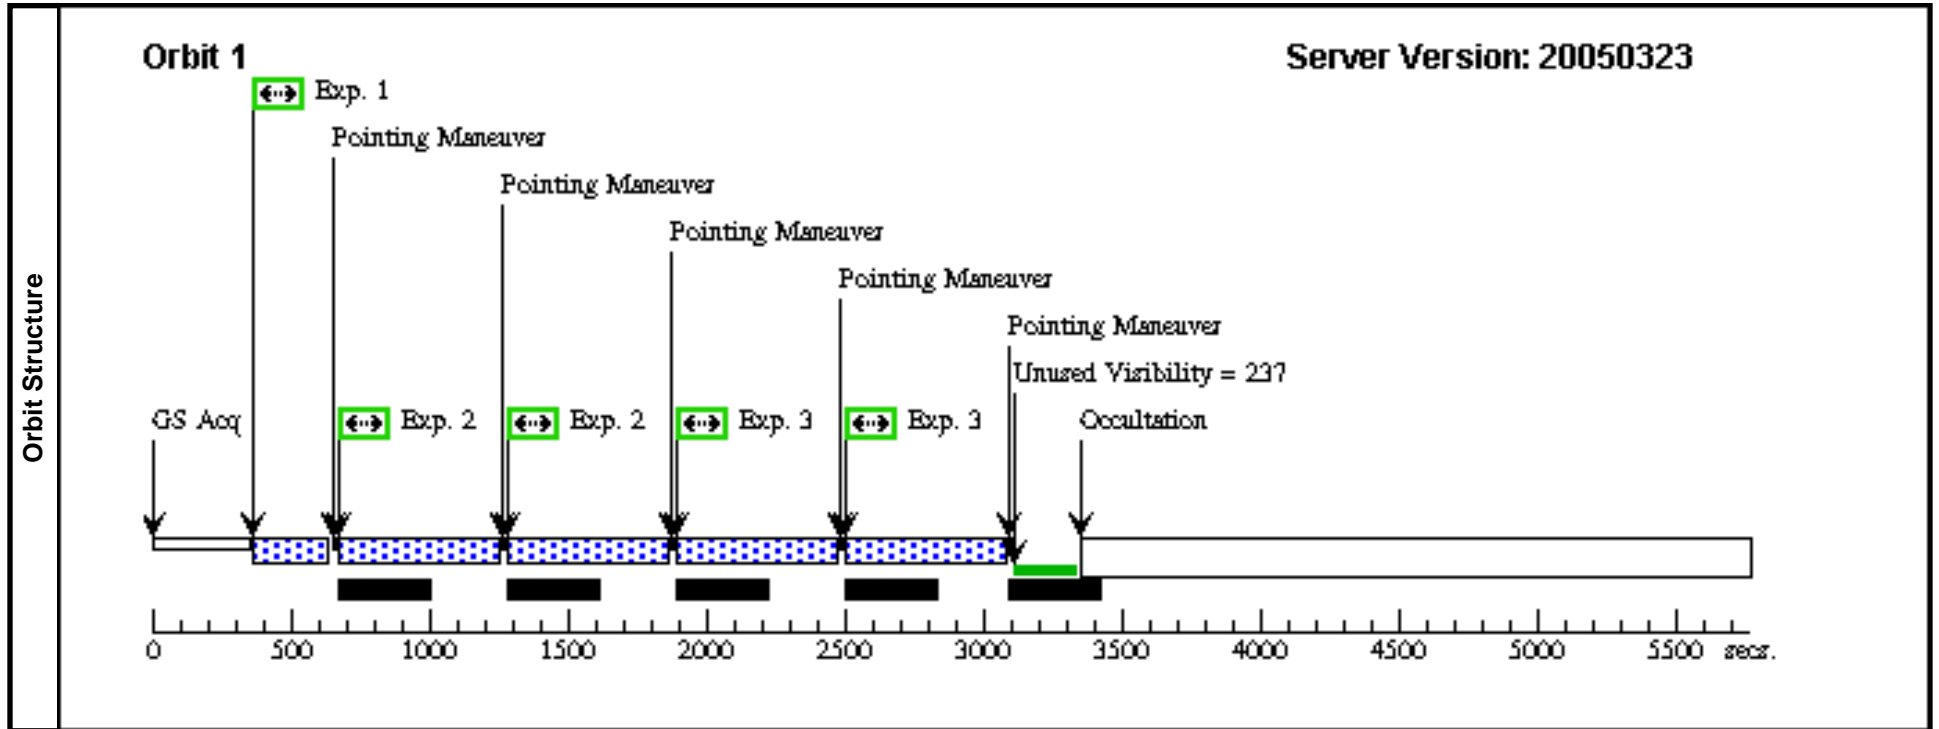 Orbit Structure
Orbit 1
Server Version: 20050323
Exp. 1
Pointing Maneuver
Pointing Maneuver
Pointing Maneuver
Pointing Maneuver
Pointing Maneuver
Unused Visibility = 237
GS Acq
Exp. 2
Exp. 2
Exp. 3
Exp. 3
Occultation
0 500 1000 1500 2000 2500 3000 3500 4000 4500 5000 5500 secs.